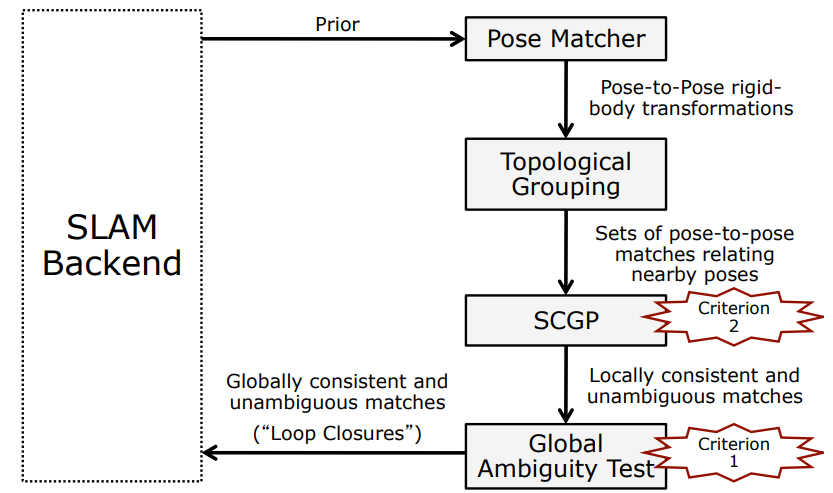 Prior
Pose Matcher
Pose-to-Pose rigid-
body transformations
Topological
Grouping
SLAM
Backend
Sets of pose-to-pose
matches relating
nearby poses
SCGP
Criterion
2
Globally consistent and
unambiguous matches
(“Loop Closures”)
Locally consistent and
unambiguous matches
Global
Ambiguity Test
Criterion
1